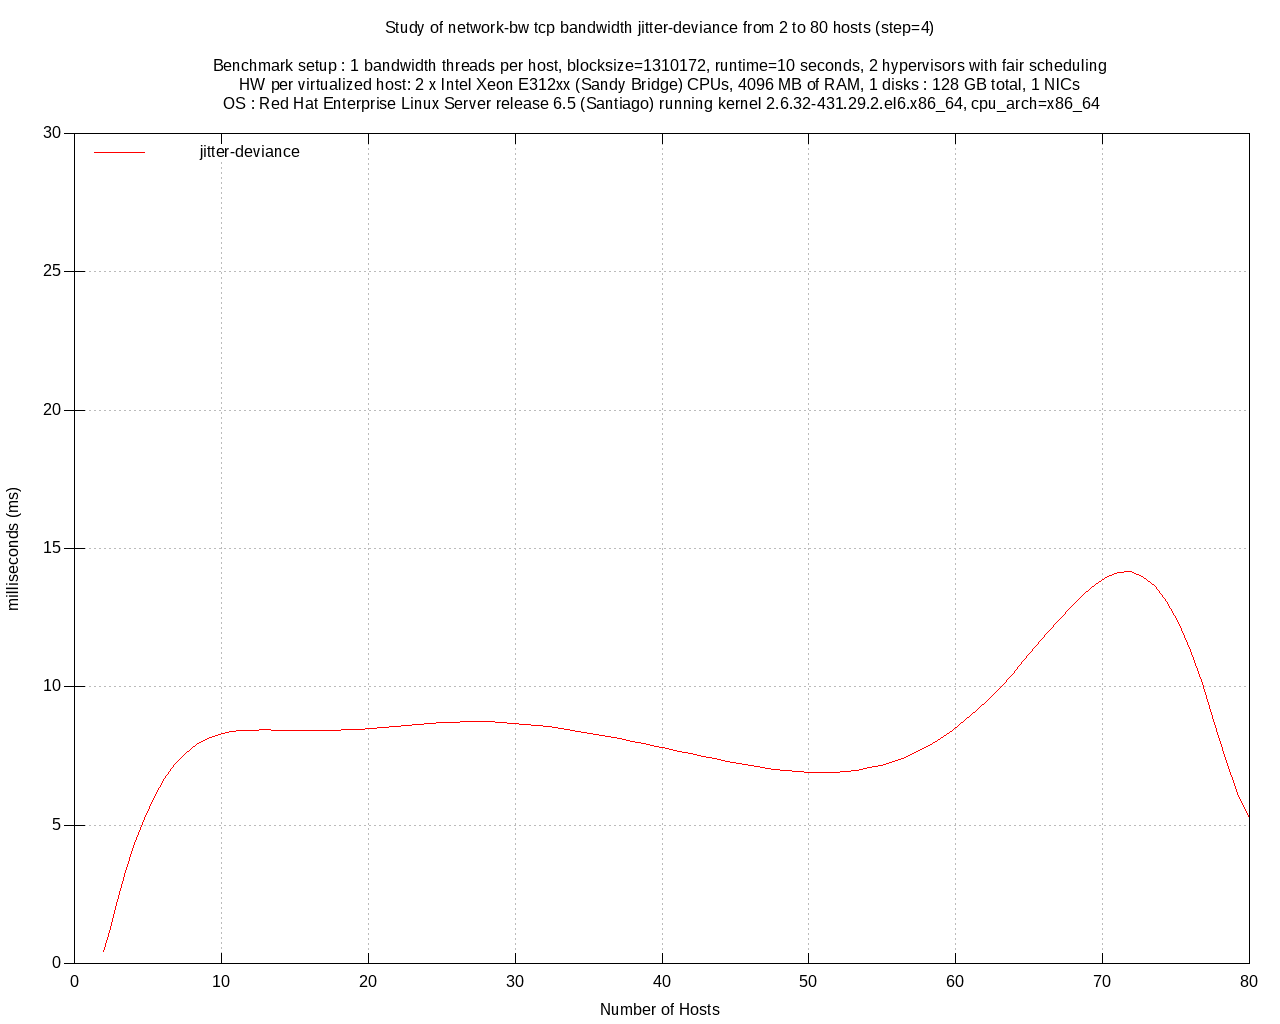 Study of network-bw tcp bandwidth jitter-deviance from 2 to 80 hosts (step=4)
Benchmark setup : 1 bandwidth threads per host, blocksize=1310172, runtime=10 seconds, 2 hypervisors with fair scheduling
HW per virtualized host: 2 x Intel Xeon E312xx (Sandy Bridge) CPUs, 4096 MB of RAM, 1 disks : 128 GB total, 1 NICs
OS : Red Hat Enterprise Linux Server release 6.5 (Santiago) running kernel 2.6.32-431.29.2.el6.x86_64, cpu_arch=x86_64
jitter-deviance
30
25
20
15
10
5
0
milliseconds (ms)
0 10 20 30 40 50 60 70 80
Number of Hosts